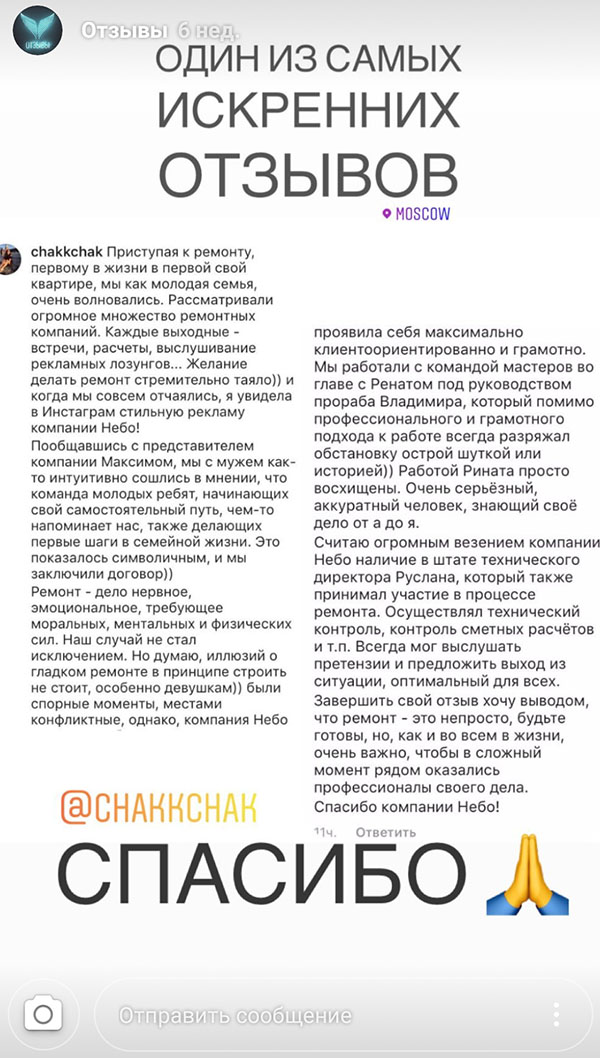 Отзывы 6 нед.
ОТЗЫВЫ
ОДИН ИЗ САМЫХ
ИСКРЕННИХ
ОТЗЫВОВ
MOSCOW
chakkchak Приступая к ремонту,
первому в жизни в первой свой
квартире, мы как молодая семья,
очень волновались. Рассматривали
огромное множество ремонтных
компаний. Каждые выходные -
встречи, расчеты, выслушивание
рекламных лозунгов... Желание
делать ремонт стремительно таяло)) и
когда мы совсем отчаялись, я увидела
в Инстаграм стильную рекламу
компании Небо!
Пообщавшись с представителем
компании Максимом, мы с мужем как-
то интуитивно сошлись в мнении, что
команда молодых ребят, начинающих
свой самостоятельный путь, чем-то
напоминает нас, также делающих
первые шаги в семейной жизни. Это
показалось символичным, и мы
заключили договор))
Ремонт - дело нервное,
эмоциональное, требующее
моральных, ментальных и физических
сил. Наш случай не стал
исключением. Но думаю, иллюзий о
гладком ремонте в принципе строить
не стоит, особенно девушкам)) были
спорные моменты, местами
конфликтные, однако, компания Небо
проявила себя максимально
клиентоориентированно и грамотно.
Мы работали с командой мастеров во
главе с Ренатом под руководством
прораба Владимира, который помимо
профессионального и грамотного
подхода к работе всегда разряжал
обстановку острой шуткой или
историей)) Работой Рината просто
восхищены. Очень серьёзный,
аккуратный человек, знающий своё
дело от а до я.
Считаю огромным везением компании
Небо наличие в штате технического
директора Руслана, который также
принимал участие в процессе
ремонта. Осуществлял технический
контроль, контроль сметных расчётов
и т.п. Всегда мог выслушать
претензии и предложить выход из
ситуации, оптимальный для всех.
Завершить свой отзыв хочу выводом,
что ремонт - это непросто, будьте
готовы, но, как и во всем в жизни,
очень важно, чтобы в сложный
момент рядом оказались
профессионалы своего дела.
Спасибо компании Небо!
11ч. Ответить
@CHAKKCHAK
СПАСИБО 🙏
Отправить сообщение